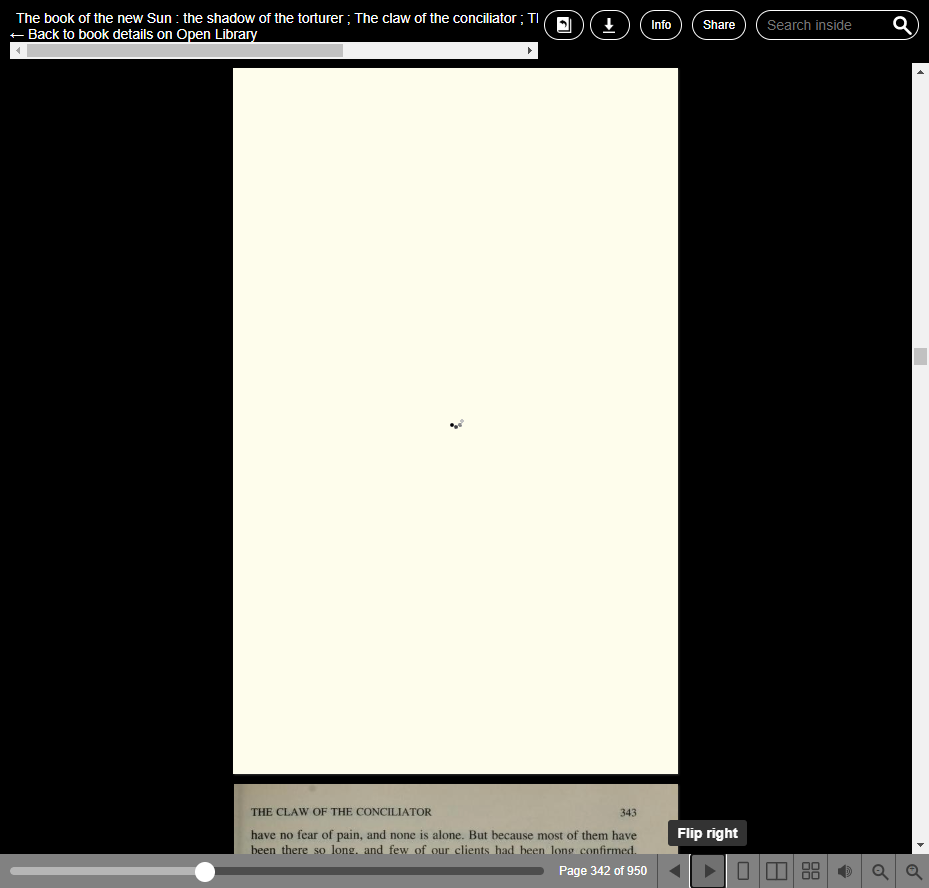 The book of the new Sun : the shadow of the torturer ; The claw of the conciliator ;
← Back to book details on Open Library
Info
Share
Search inside
THE CLAW OF THE CONCILIATOR 343
have no fear of pain, and none is alone. But because most of them have
been there so long, and few of our clients had been long confirmed,
Flip right
Page 342 of 950